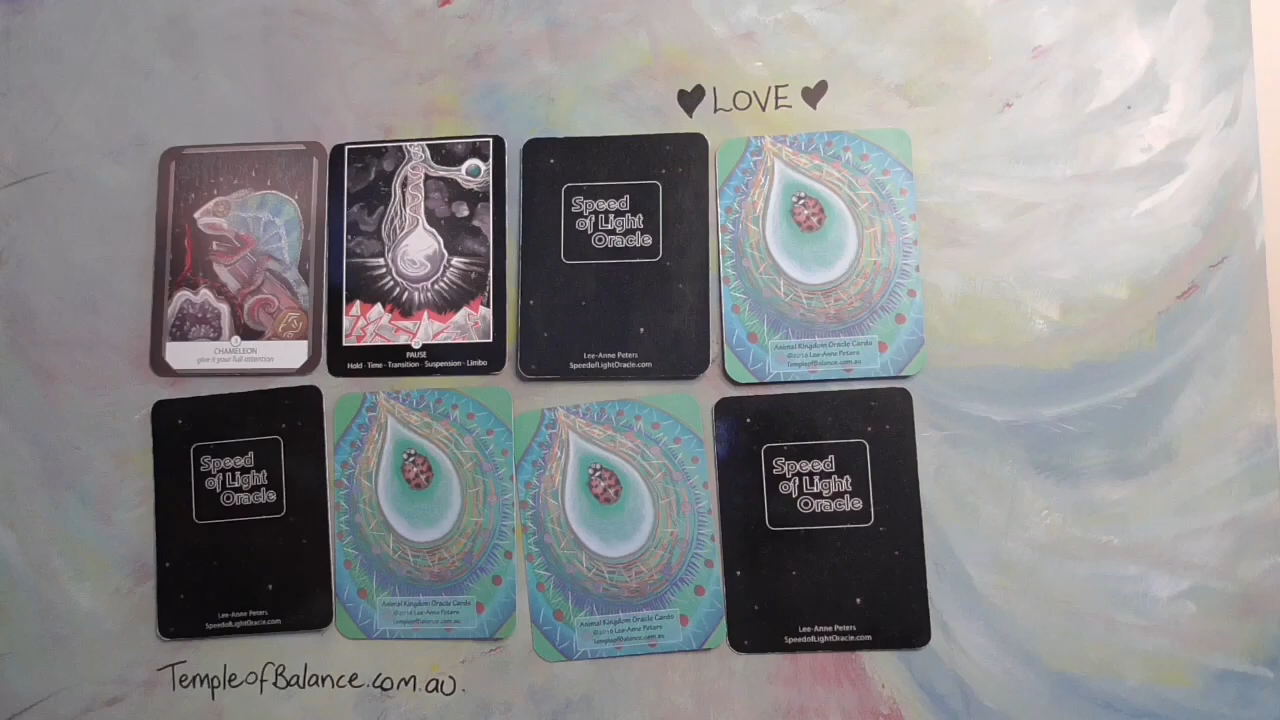 ♥ LOVE ♥
3
CHAMELEON
give it your full attention
PAUSE
Hold · Time · Transition · Suspension · Limbo
Speed
of Light
Oracle
Lee-Anne Peters
SpeedofLightOracle.com
Animal Kingdom Oracle Cards
©2016 Lee-Anne Peters
TempleofBalance.com.au
Speed
of Light
Oracle
Lee-Anne Peters
SpeedofLightOracle.com
Animal Kingdom Oracle Cards
©2016 Lee-Anne Peters
TempleofBalance.com.au
Animal Kingdom Oracle Cards
©2016 Lee-Anne Peters
TempleofBalance.com.au
Speed
of Light
Oracle
Lee-Anne Peters
SpeedofLightOracle.com
TempleofBalance.com.au.